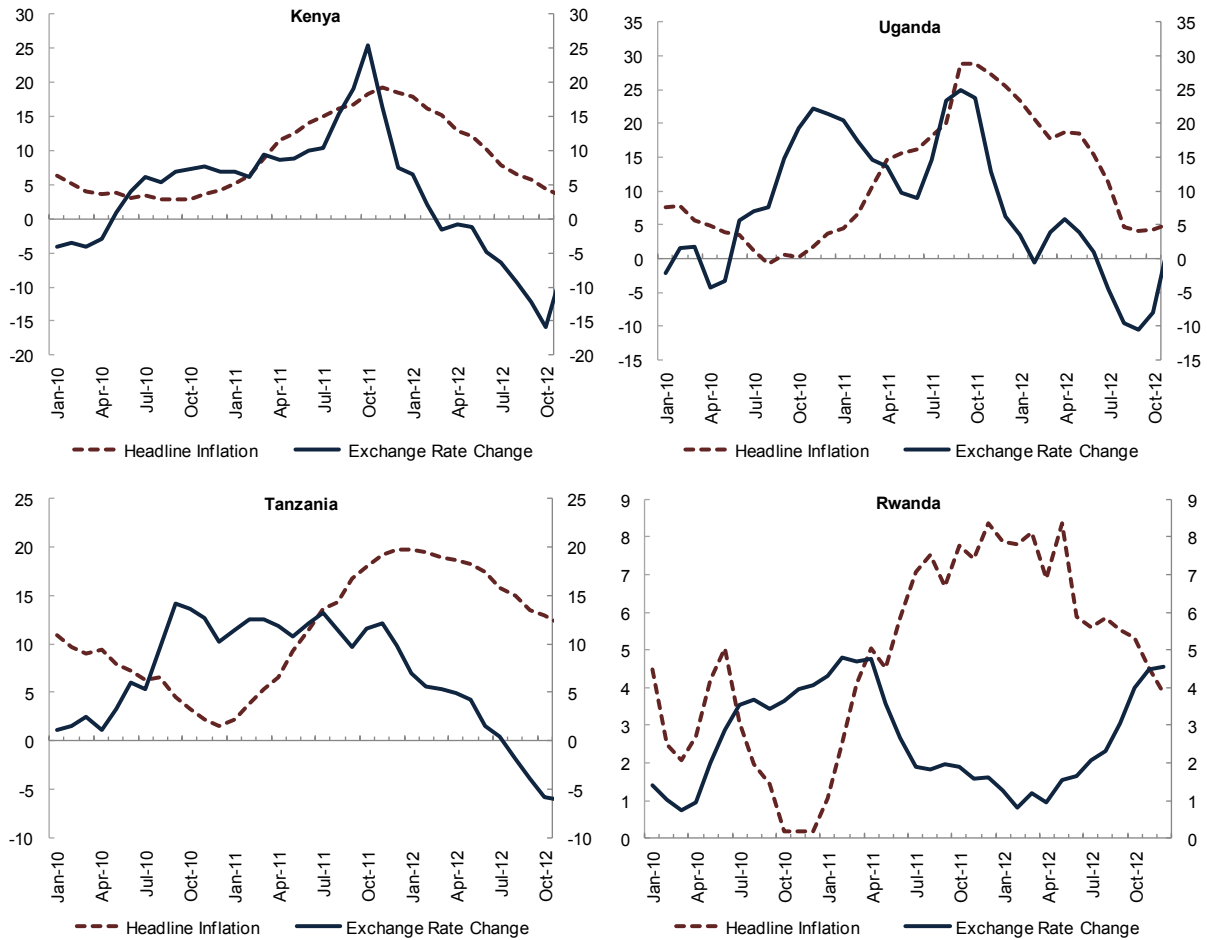 Kenya
30
25
20
15
10
5
0
-5
-10
-15
-20
30
25
20
15
10
5
0
-5
-10
-15
-20
Jan-10
Apr-10
Jul-10
Oct-10
Jan-11
Apr-11
Jul-11
Oct-11
Jan-12
Apr-12
Jul-12
Oct-12
Headline Inflation Exchange Rate Change
Uganda
35
30
25
20
15
10
5
0
-5
-10
-15
35
30
25
20
15
10
5
0
-5
-10
-15
Jan-10
Apr-10
Jul-10
Oct-10
Jan-11
Apr-11
Jul-11
Oct-11
Jan-12
Apr-12
Jul-12
Oct-12
Headline Inflation Exchange Rate Change
Tanzania
25
20
15
10
5
0
-5
-10
25
20
15
10
5
0
-5
-10
Jan-10
Apr-10
Jul-10
Oct-10
Jan-11
Apr-11
Jul-11
Oct-11
Jan-12
Apr-12
Jul-12
Oct-12
Headline Inflation Exchange Rate Change
Rwanda
9
8
7
6
5
4
3
2
1
0
9
8
7
6
5
4
3
2
1
0
Jan-10
Apr-10
Jul-10
Oct-10
Jan-11
Apr-11
Jul-11
Oct-11
Jan-12
Apr-12
Jul-12
Oct-12
Headline Inflation Exchange Rate Change